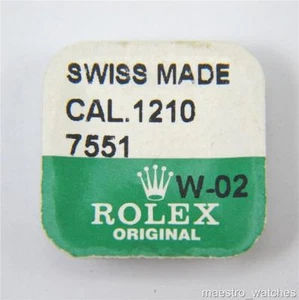 SWISS MADE
CAL.1210
7551
W-02
ROLEX
ORIGINAL
maestro_watches